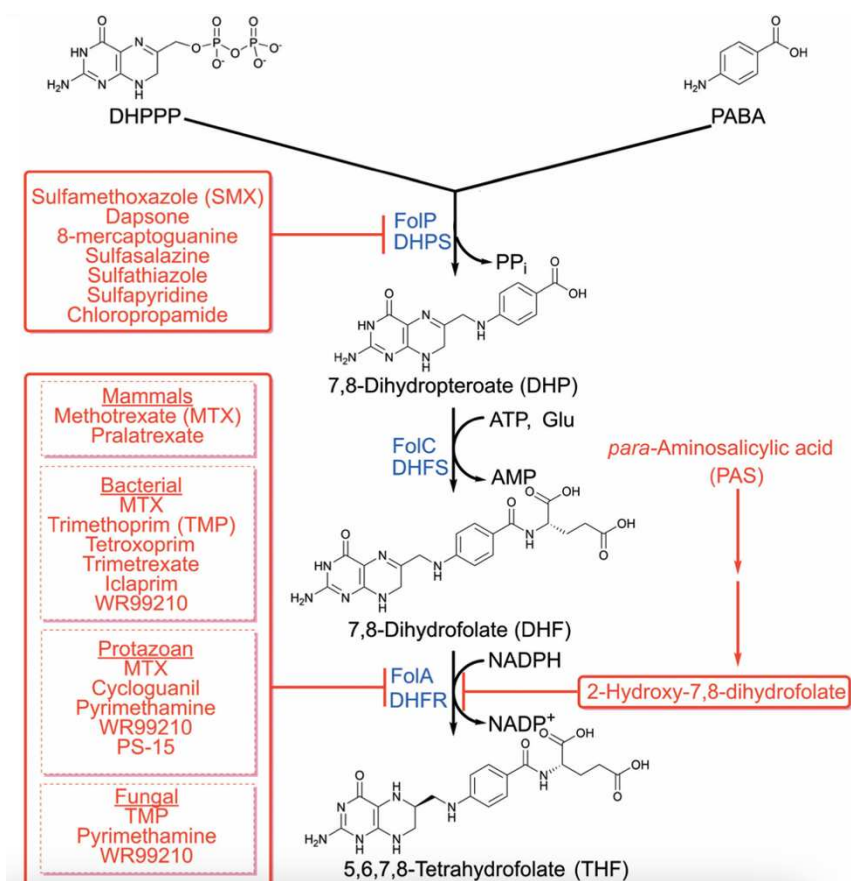 DHPPP
PABA
Sulfamethoxazole (SMX)
Dapsone
8-mercaptoguanine
Sulfasalazine
Sulfathiazole
Sulfapyridine
Chloropropamide
FolP
DHPS
PPi
7,8-Dihydropteroate (DHP)
ATP, Glu
FolC
DHFS
AMP
para-Aminosalicylic acid
(PAS)
7,8-Dihydrofolate (DHF)
Mammals
Methotrexate (MTX)
Pralatrexate
Bacterial
MTX
Trimethoprim (TMP)
Tetroxoprim
Trimetrexate
Iclaprim
WR99210
Protazoan
MTX
Cycloguanil
Pyrimethamine
WR99210
PS-15
Fungal
TMP
Pyrimethamine
WR99210
FolA
DHFR
NADPH
NADP+
2-Hydroxy-7,8-dihydrofolate
5,6,7,8-Tetrahydrofolate (THF)